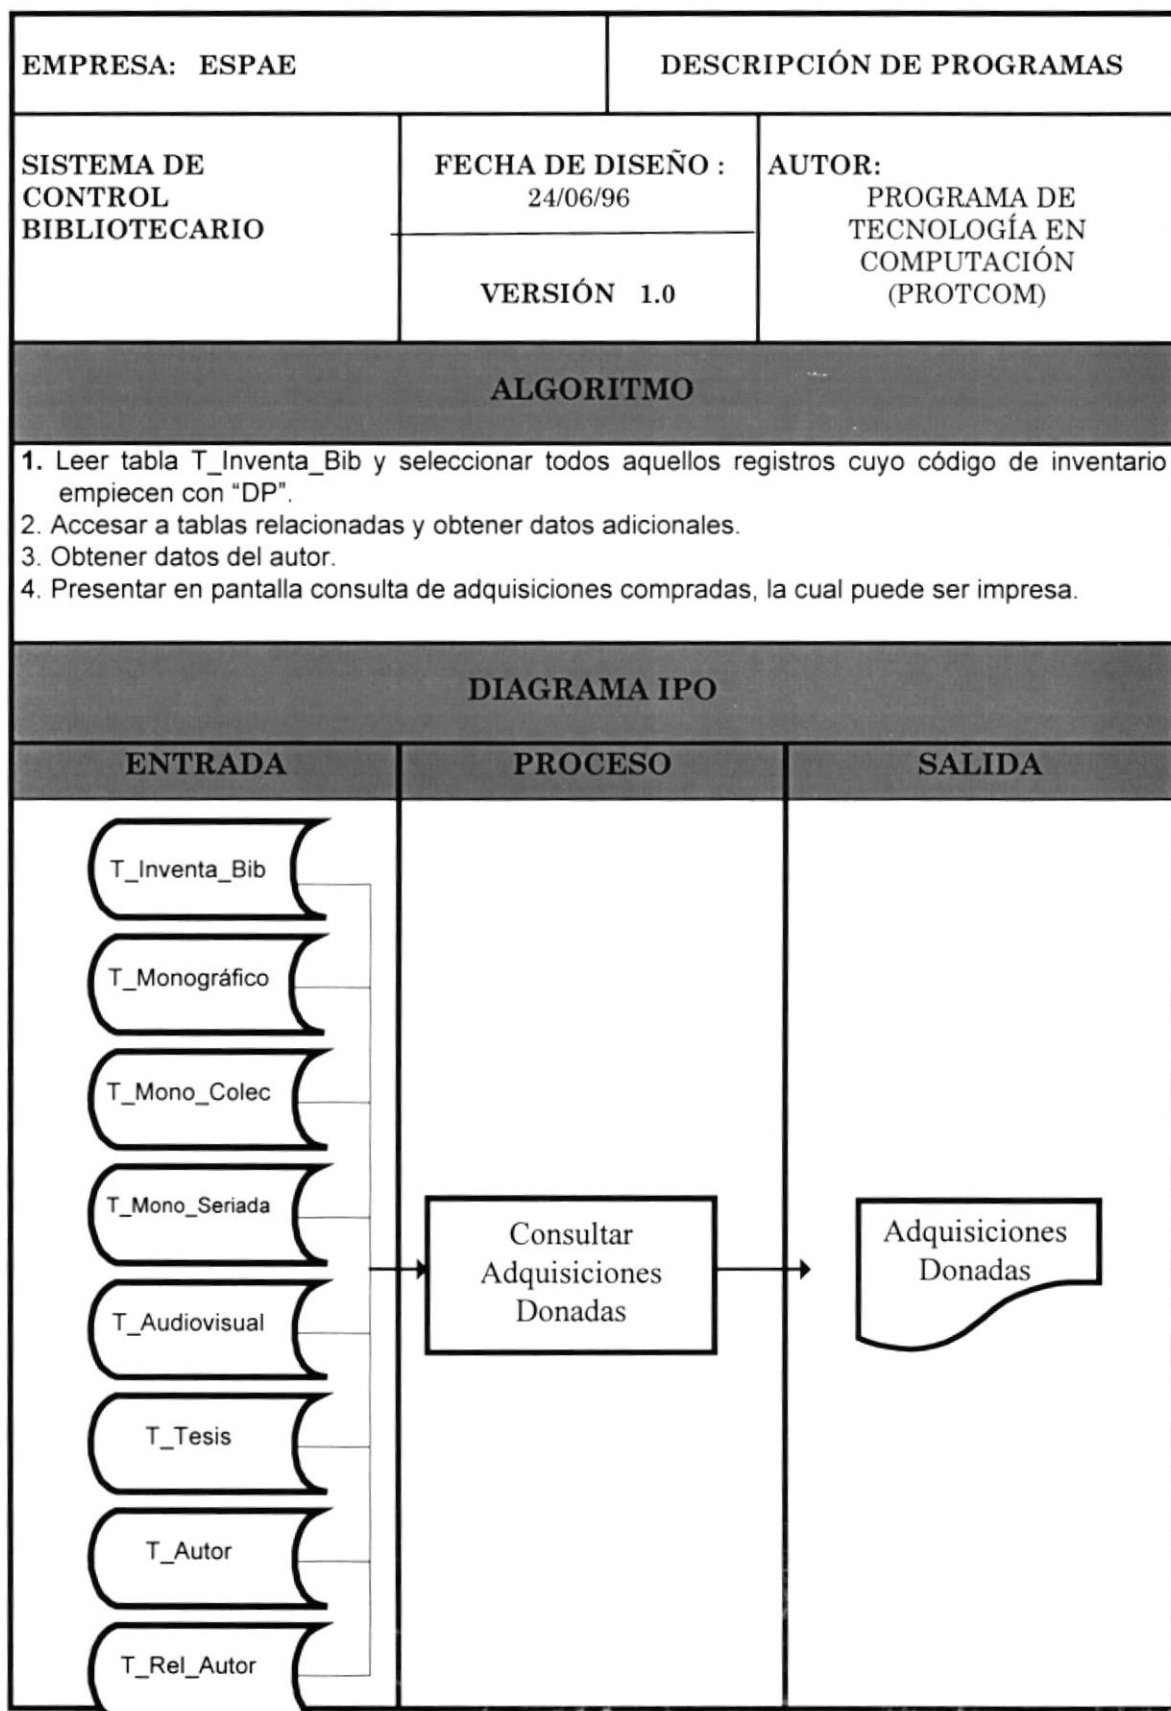 EMPRESA: ESPAE
DESCRIPCIÓN DE PROGRAMAS
SISTEMA DE
CONTROL
BIBLIOTECARIO
FECHA DE DISEÑO :
24/06/96
VERSIÓN 1.0
AUTOR:
PROGRAMA DE
TECNOLOGÍA EN
COMPUTACIÓN
(PROTCOM)
ALGORITMO
1. Leer tabla T_Inventa_Bib y seleccionar todos aquellos registros cuyo código de inventario
empiecen con “DP”.
2. Accesar a tablas relacionadas y obtener datos adicionales.
3. Obtener datos del autor.
4. Presentar en pantalla consulta de adquisiciones compradas, la cual puede ser impresa.
DIAGRAMA IPO
ENTRADA
PROCESO
SALIDA
T_Inventa_Bib
T_Monográfico
T_Mono_Colec
T_Mono_Seriada
T_Audiovisual
T_Tesis
T_Autor
T_Rel_Autor
Consultar
Adquisiciones
Donadas
Adquisiciones
Donadas